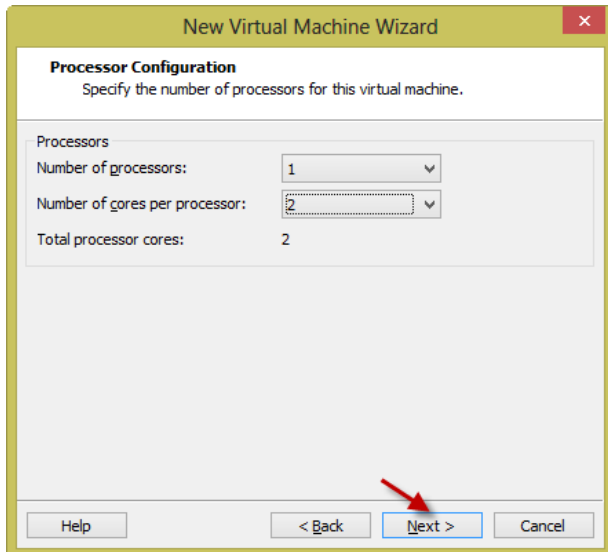 New Virtual Machine Wizard
Processor Configuration
Specify the number of processors for this virtual machine.
Processors
Number of processors: 1
Number of cores per processor: 2
Total processor cores: 2
Help < Back Next > Cancel